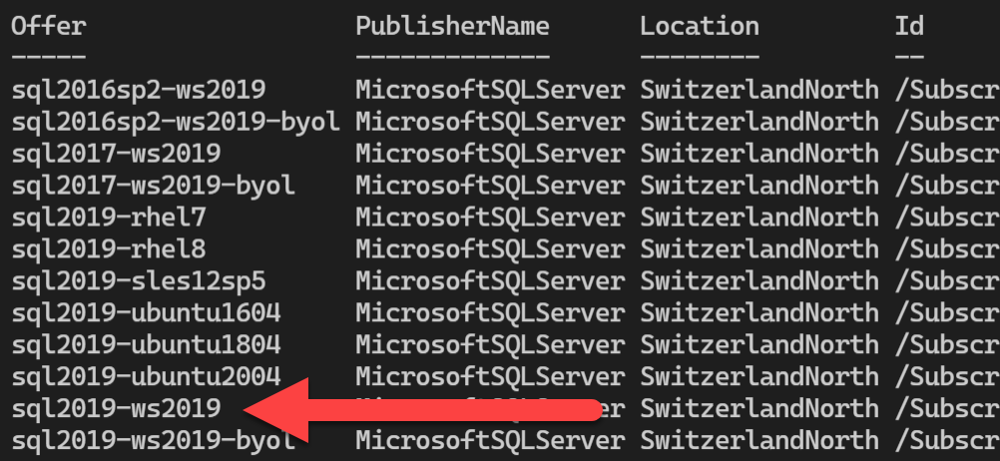 Offer PublisherName Location Id
----- ------------- -------- --
sql2016sp2-ws2019 MicrosoftSQLServer SwitzerlandNorth /Subscr
sql2016sp2-ws2019-byol MicrosoftSQLServer SwitzerlandNorth /Subscr
sql2017-ws2019 MicrosoftSQLServer SwitzerlandNorth /Subscr
sql2017-ws2019-byol MicrosoftSQLServer SwitzerlandNorth /Subscr
sql2019-rhel7 MicrosoftSQLServer SwitzerlandNorth /Subscr
sql2019-rhel8 MicrosoftSQLServer SwitzerlandNorth /Subscr
sql2019-sles12sp5 MicrosoftSQLServer SwitzerlandNorth /Subscr
sql2019-ubuntu1604 MicrosoftSQLServer SwitzerlandNorth /Subscr
sql2019-ubuntu1804 MicrosoftSQLServer SwitzerlandNorth /Subscr
sql2019-ubuntu2004 MicrosoftSQLServer SwitzerlandNorth /Subscr
sql2019-ws2019 SwitzerlandNorth /Subscr
sql2019-ws2019-byol MicrosoftSQLServer SwitzerlandNorth /Subscr